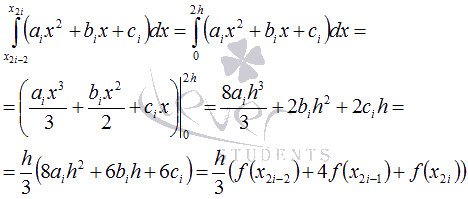 ∫_{x_{2i-2}}^{x_{2i}} (a_i x^2 + b_i x + c_i)dx = ∫_0^{2h} (a_i x^2 + b_i x + c_i)dx =
= (a_i x^3/3 + b_i x^2/2 + c_i x)|_0^{2h} = 8a_i h^3/3 + 2b_i h^2 + 2c_i h =
= h/3 (8a_i h^2 + 6b_i h + 6c_i) = h/3 (f(x_{2i-2}) + 4f(x_{2i-1}) + f(x_{2i}))
STUDENTS